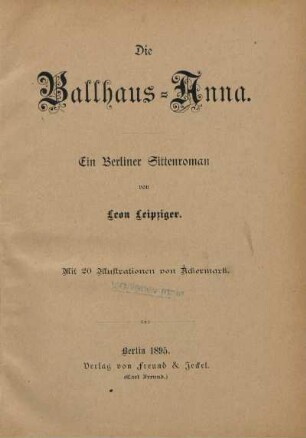 Die
Ballhaus=Anna.
Ein Berliner Sittenroman
von
Leon Leipziger.
Mit 20 Illustrationen von Ackermark.
Berlin 1895.
Verlag von Freund & Jeckel.
(Carl Freund.)